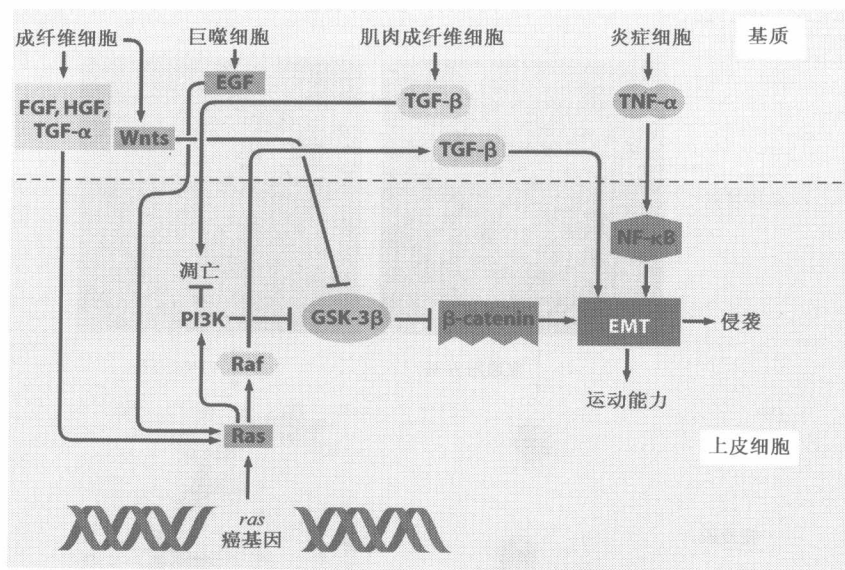 成纤维细胞
巨噬细胞
肌肉成纤维细胞
炎症细胞
基质
EGF
FGF, HGF,
TGF-α
Wnts
TGF-β
TNF-α
TGF-β
NF-κB
凋亡
PI3K
GSK-3β
β-catenin
EMT
侵袭
Raf
运动能力
Ras
上皮细胞
ras
癌基因